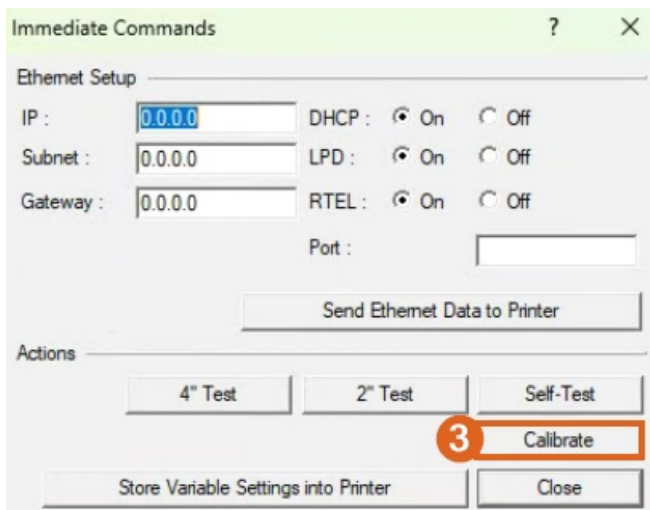 Immediate Commands ? X
Ethernet Setup
IP : 0.0.0.0 DHCP : On Off
Subnet : 0.0.0.0 LPD : On Off
Gateway : 0.0.0.0 RTEL : On Off
Port :
Send Ethernet Data to Printer
Actions
4" Test 2" Test Self-Test
3 Calibrate
Store Variable Settings into Printer Close